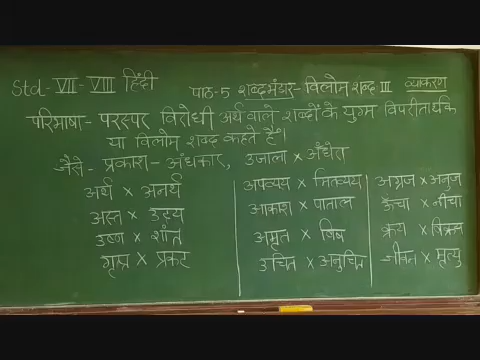 Std-VII-VIII हिंदी पाठ-5 शब्दभंडार-विलोम शब्द III व्याकरण
परिभाषा- परस्पर विरोधी अर्थ वाले शब्दों के युग्म विपरीतार्थक
या विलोम शब्द कहते हैं।
जैसे- प्रकाश- अंधकार, उजाला × अँधेरा
अर्थ × अनर्थ
अस्त × उदय
उष्ण × शांत
गुप्त × प्रकट
अपव्यय × मितव्यय
आकाश × पाताल
अमृत × विष
उचित × अनुचित
अग्रज × अनुज
ऊँचा × नीचा
क्रय × विक्रय
जीवन × मृत्यु